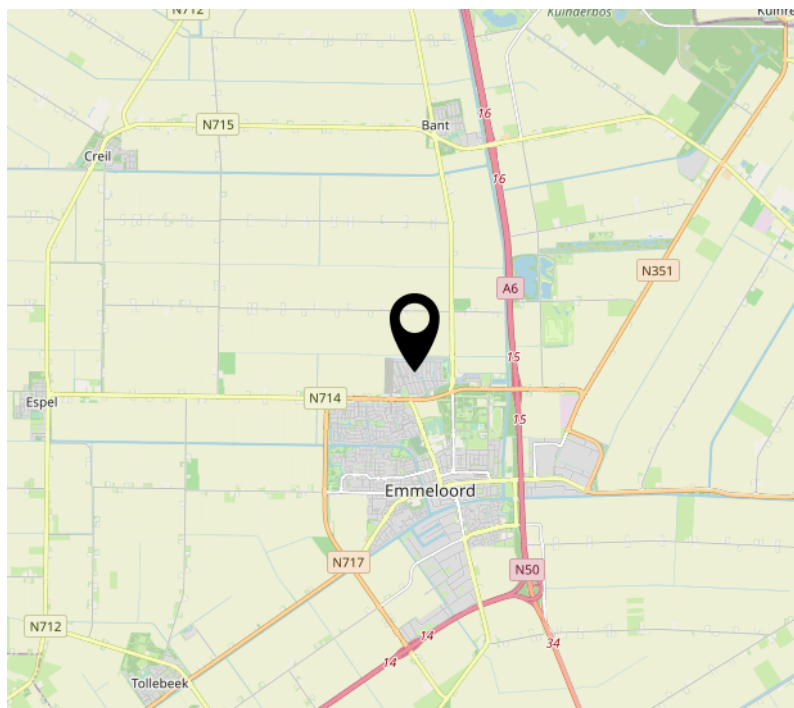 N712
Kuinderbos
Kuinre
16
N715
Bant
Creil
16
N351
A6
15
N714
Espel
15
Emmeloord
N717
N50
N712
14
34
14
Tollebeek